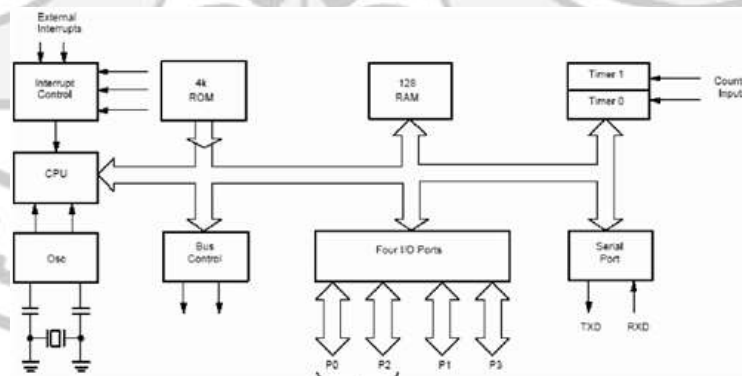 External
Interrupts
Interrupt
Control
4k
ROM
128
RAM
Timer 1
Timer 0
Count
Input
CPU
Osc
Bus
Control
Four I/O Ports
Serial
Port
TXD RXD
P0 P2 P1 P3